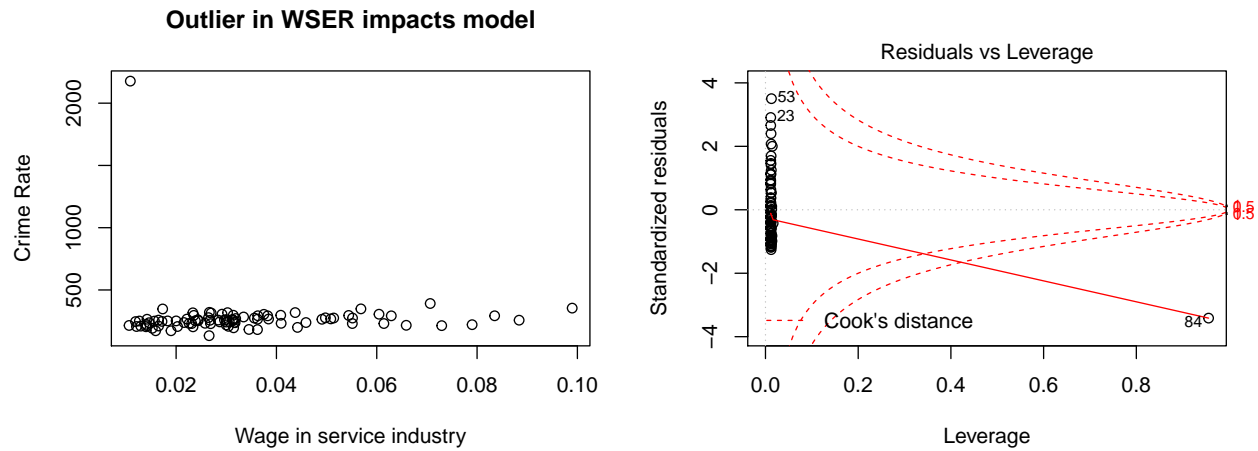 Outlier in WSER impacts model
Crime Rate
2000
1000
500
0.02 0.04 0.06 0.08 0.10
Wage in service industry
Residuals vs Leverage
Standardized residuals
4
2
0
−2
−4
53
23
84
Cook's distance
1
0.5
0.0 0.2 0.4 0.6 0.8
Leverage